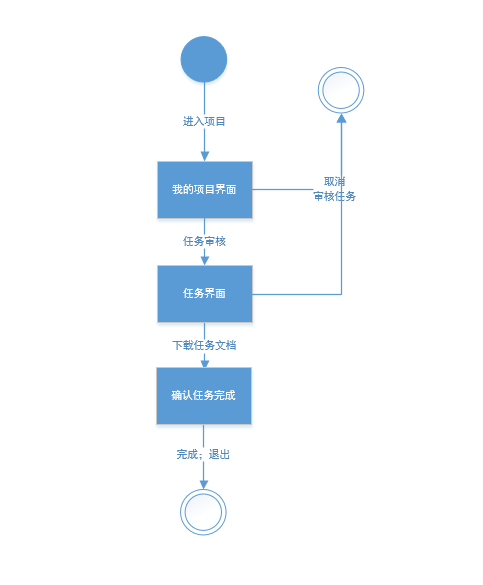 进入项目
取消
审核任务
我的项目界面
任务审核
任务界面
下载任务文档
确认任务完成
完成；退出